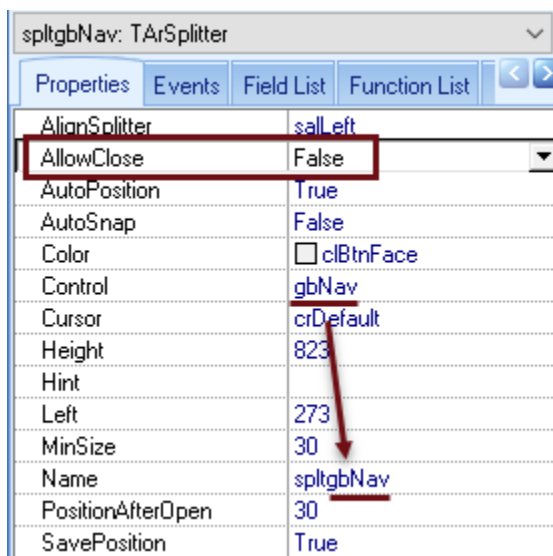 spltgbNav: TArSplitter
Properties Events Field List Function List
AlignSplitter salLeft
AllowClose False
AutoPosition True
AutoSnap False
Color clBtnFace
Control gbNav
Cursor crDefault
Height 823
Hint
Left 273
MinSize 30
Name spltgbNav
PositionAfterOpen 30
SavePosition True